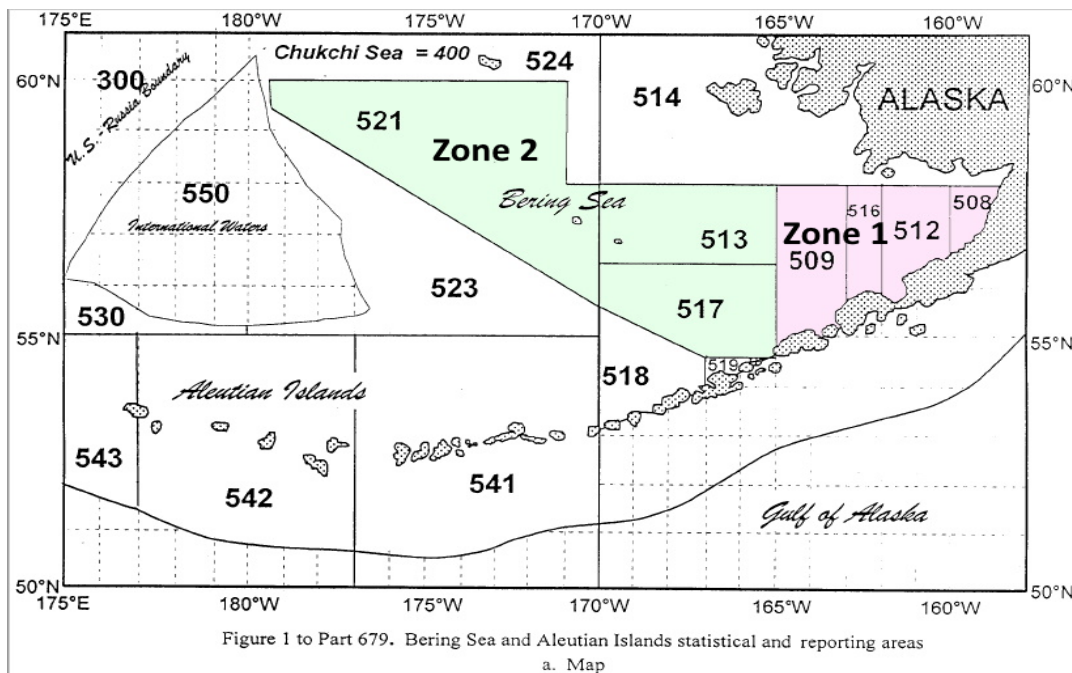 175°E 180°W 175°W 170°W 165°W 160°W
Chukchi Sea = 400
524
60°N
300
U.S.-Russia Boundary
514
ALASKA
60°N
521
Zone 2
550
International Waters
Bering Sea
516
508
513
Zone 1
512
509
523
517
530
55°N
519
518
55°N
Aleutian Islands
543
542
541
Gulf of Alaska
50°N
50°N
175°E 180°W 175°W 170°W 165°W 160°W
Figure 1 to Part 679. Bering Sea and Aleutian Islands statistical and reporting areas
a. Map